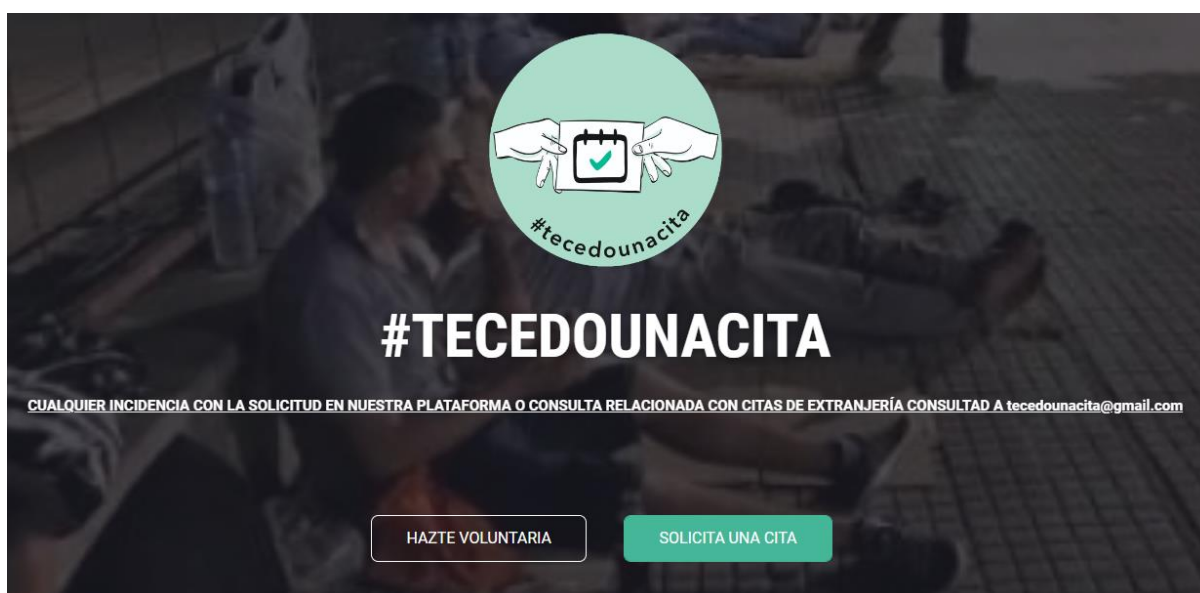 #tecedounacita
#TECEDOUNACITA
CUALQUIER INCIDENCIA CON LA SOLICITUD EN NUESTRA PLATAFORMA O CONSULTA RELACIONADA CON CITAS DE EXTRANJERÍA CONSULTAD A tecedounacita@gmail.com
HAZTE VOLUNTARIA
SOLICITA UNA CITA